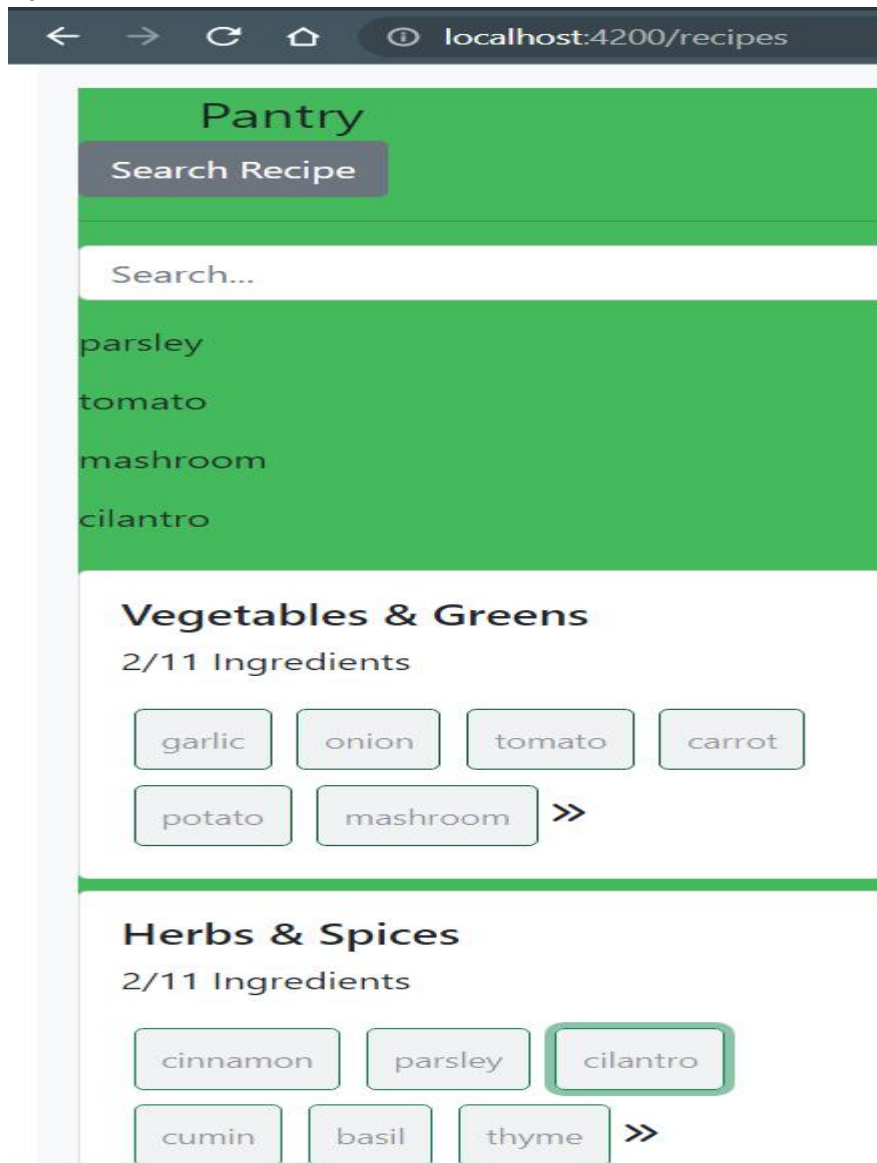 localhost:4200/recipes
Pantry
Search Recipe
Search...
parsley
tomato
mashroom
cilantro
Vegetables & Greens
2/11 Ingredients
garlic onion tomato carrot
potato mashroom »
Herbs & Spices
2/11 Ingredients
cinnamon parsley cilantro
cumin basil thyme »